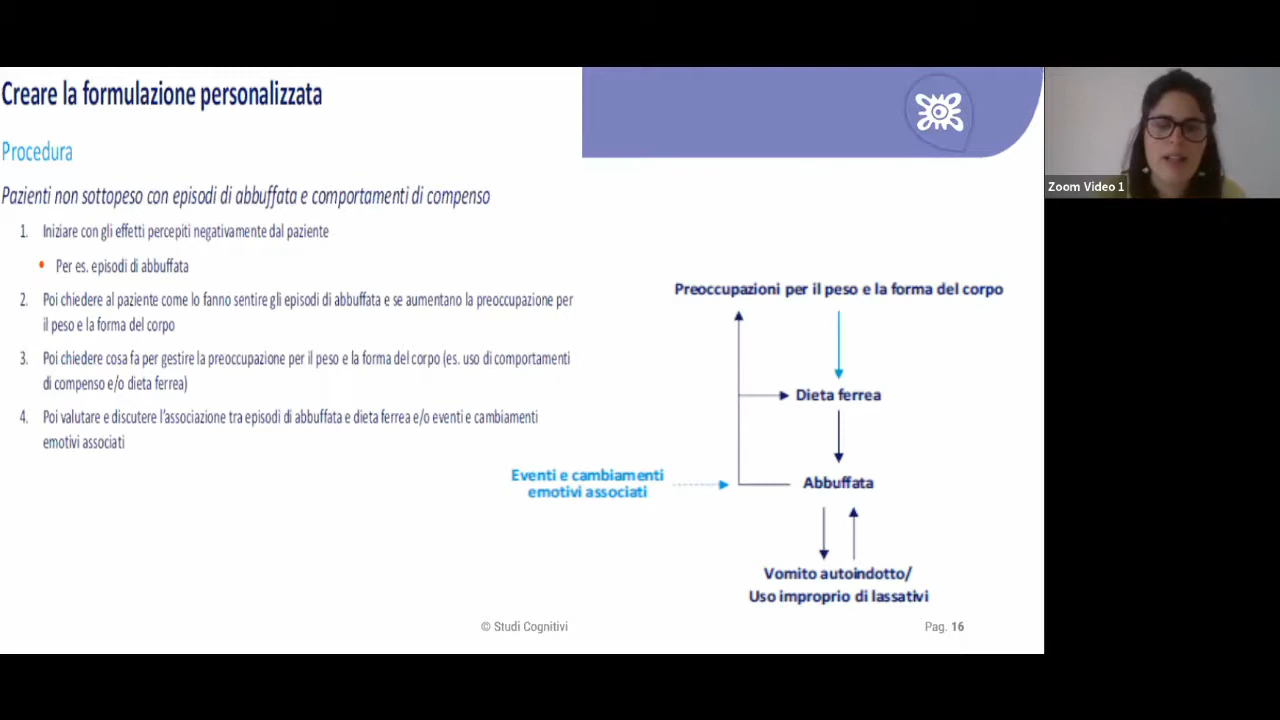 Creare la formulazione personalizzata
Procedura
Pazienti non sottopeso con episodi di abbuffata e comportamenti di compenso
1. Iniziare con gli effetti percepiti negativamente dal paziente
• Per es. episodi di abbuffata
2. Poi chiedere al paziente come lo fanno sentire gli episodi di abbuffata e se aumentano la preoccupazione per
il peso e la forma del corpo
3. Poi chiedere cosa fa per gestire la preoccupazione per il peso e la forma del corpo (es. uso di comportamenti
di compenso e/o dieta ferrea)
4. Poi valutare e discutere l'associazione tra episodi di abbuffata e dieta ferrea e/o eventi e cambiamenti
emotivi associati
Preoccupazioni per il peso e la forma del corpo
Dieta ferrea
Eventi e cambiamenti
emotivi associati
Abbuffata
Vomito autoindotto/
Uso improprio di lassativi
© Studi Cognitivi
Pag. 16
Zoom Video 1